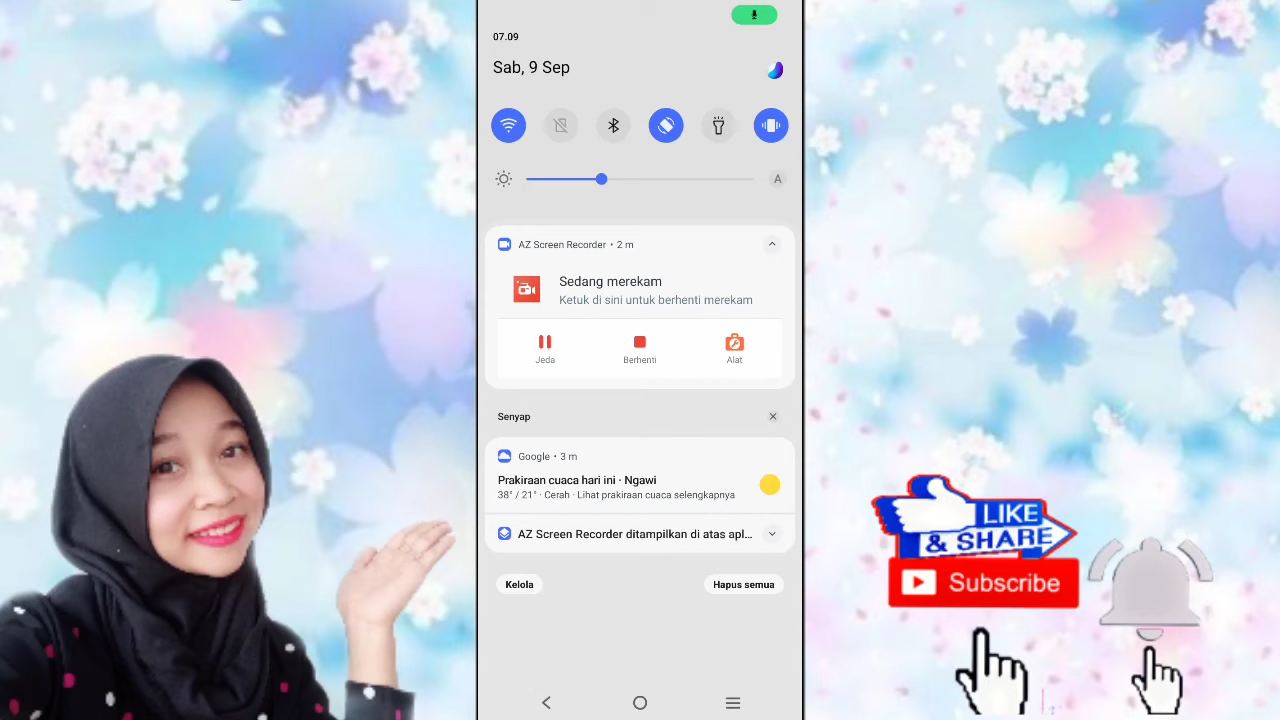 07.09
Sab, 9 Sep
A
AZ Screen Recorder • 2 m
Sedang merekam
Ketuk di sini untuk berhenti merekam
Jeda
Berhenti
Alat
Senyap
Google • 3 m
Prakiraan cuaca hari ini · Ngawi
38° / 21° · Cerah · Lihat prakiraan cuaca selengkapnya
AZ Screen Recorder ditampilkan di atas apl...
Kelola
Hapus semua
LIKE
& SHARE
Subscribe